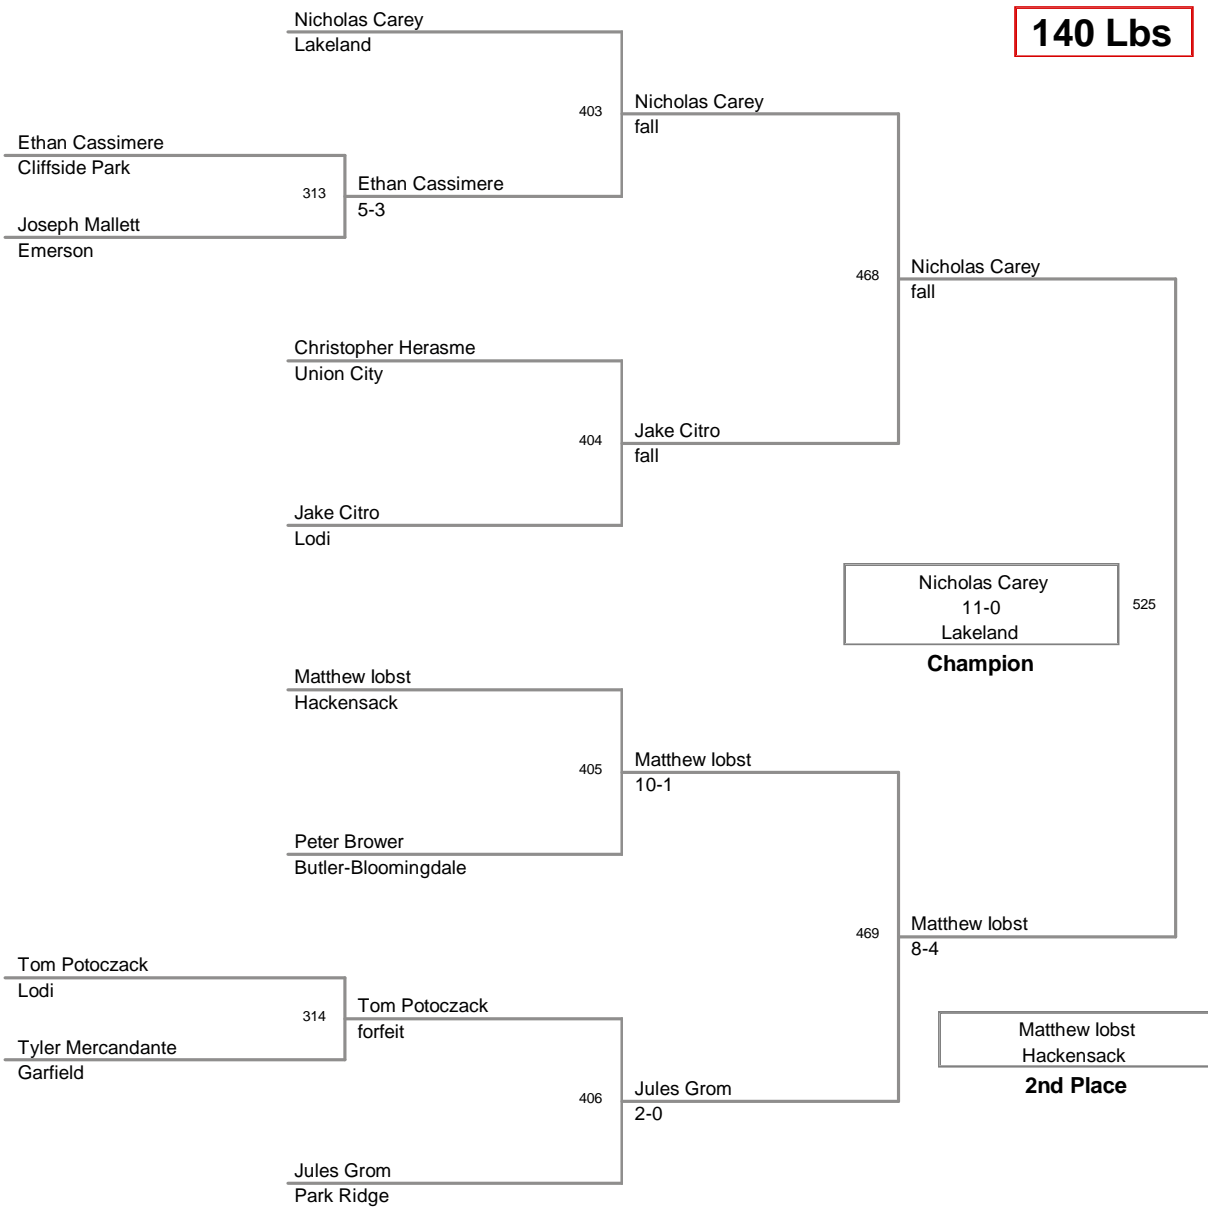 140 Lbs
Nicholas Carey
Lakeland
403
Nicholas Carey
fall
Ethan Cassimere
Cliffside Park
313
Ethan Cassimere
5-3
Joseph Mallett
Emerson
468
Nicholas Carey
fall
Christopher Herasme
Union City
404
Jake Citro
fall
Jake Citro
Lodi
Nicholas Carey
11-0
Lakeland
525
Champion
Matthew Iobst
Hackensack
405
Matthew Iobst
10-1
Peter Brower
Butler-Bloomingdale
469
Matthew Iobst
8-4
Tom Potoczack
Lodi
314
Tom Potoczack
forfeit
Tyler Mercandante
Garfield
Matthew Iobst
Hackensack
2nd Place
406
Jules Grom
2-0
Jules Grom
Park Ridge